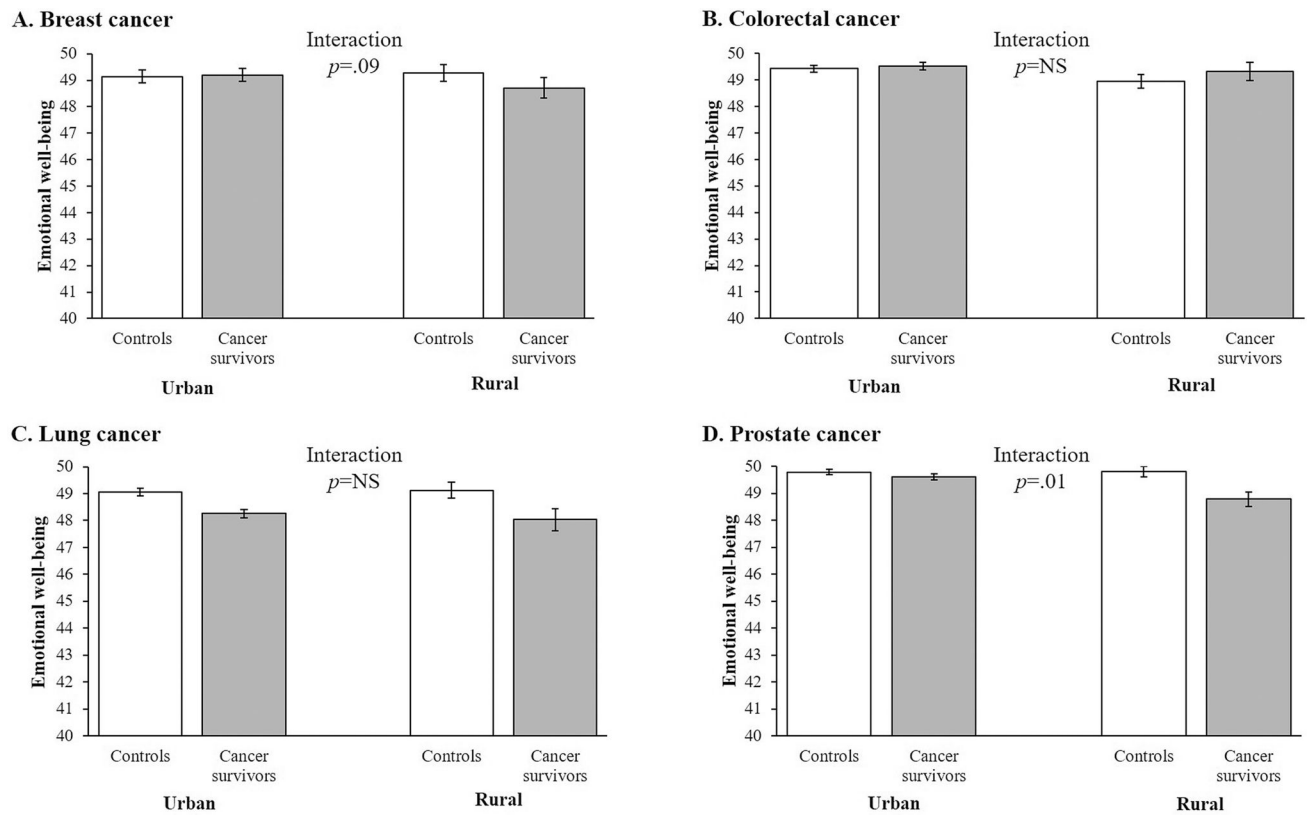 A. Breast cancer
Interaction
p=.09
Emotional well-being
50
49
48
47
46
45
44
43
42
41
40
Controls
Cancer
survivors
Controls
Cancer
survivors
Urban
Rural
B. Colorectal cancer
Interaction
p=NS
Emotional well-being
50
49
48
47
46
45
44
43
42
41
40
Controls
Cancer
survivors
Controls
Cancer
survivors
Urban
Rural
C. Lung cancer
Interaction
p=NS
Emotional well-being
50
49
48
47
46
45
44
43
42
41
40
Controls
Cancer
survivors
Controls
Cancer
survivors
Urban
Rural
D. Prostate cancer
Interaction
p=.01
Emotional well-being
50
49
48
47
46
45
44
43
42
41
40
Controls
Cancer
survivors
Controls
Cancer
survivors
Urban
Rural